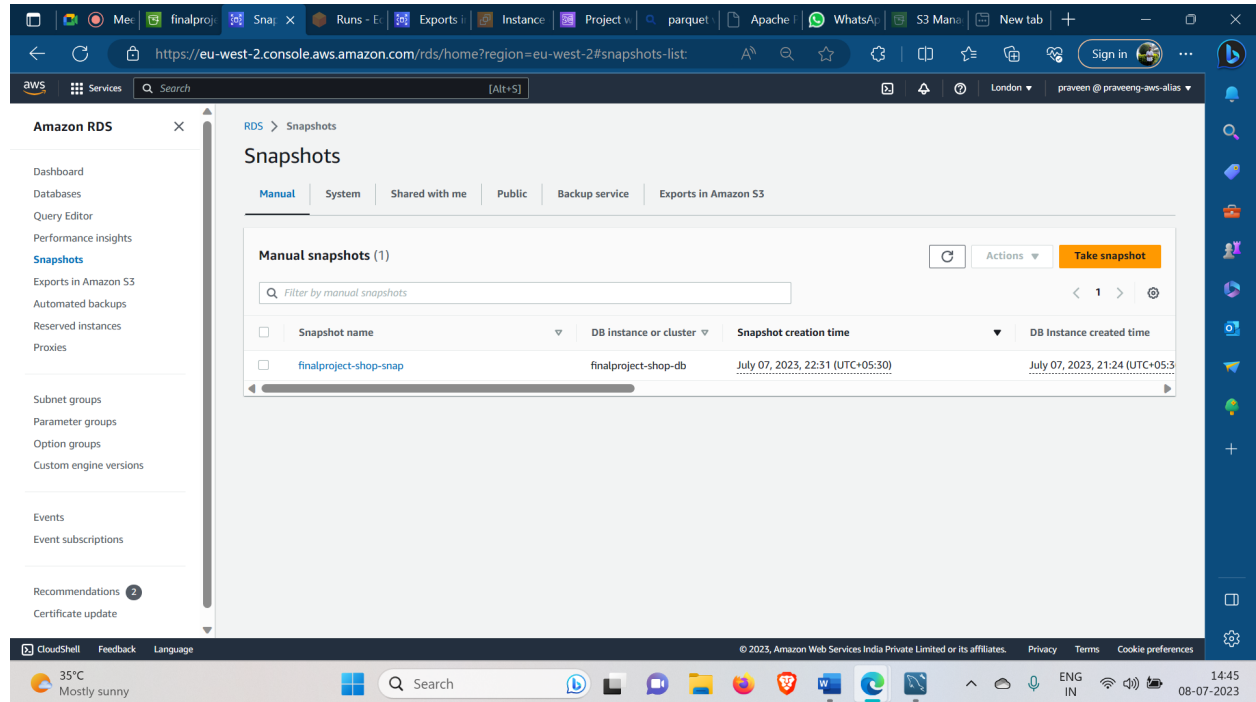 Mee
finalproje
Snap
Runs - Ec
Exports i
Instance
Project w
parquet
Apache
WhatsAp
S3 Mana
New tab
https://eu-west-2.console.aws.amazon.com/rds/home?region=eu-west-2#snapshots-list:
Sign in
aws
Services
Search
[Alt+S]
London
praveen @ praveeng-aws-alias
Amazon RDS
Dashboard
Databases
Query Editor
Performance insights
Snapshots
Exports in Amazon S3
Automated backups
Reserved instances
Proxies
Subnet groups
Parameter groups
Option groups
Custom engine versions
Events
Event subscriptions
Recommendations 2
Certificate update
RDS > Snapshots
Snapshots
Manual
System
Shared with me
Public
Backup service
Exports in Amazon S3
Manual snapshots (1)
Actions
Take snapshot
Filter by manual snapshots
1
Snapshot name
DB instance or cluster
Snapshot creation time
DB Instance created time
finalproject-shop-snap
finalproject-shop-db
July 07, 2023, 22:31 (UTC+05:30)
July 07, 2023, 21:24 (UTC+05:3
CloudShell
Feedback
Language
© 2023, Amazon Web Services India Private Limited or its affiliates.
Privacy
Terms
Cookie preferences
35°C
Mostly sunny
Search
ENG
IN
14:45
08-07-2023